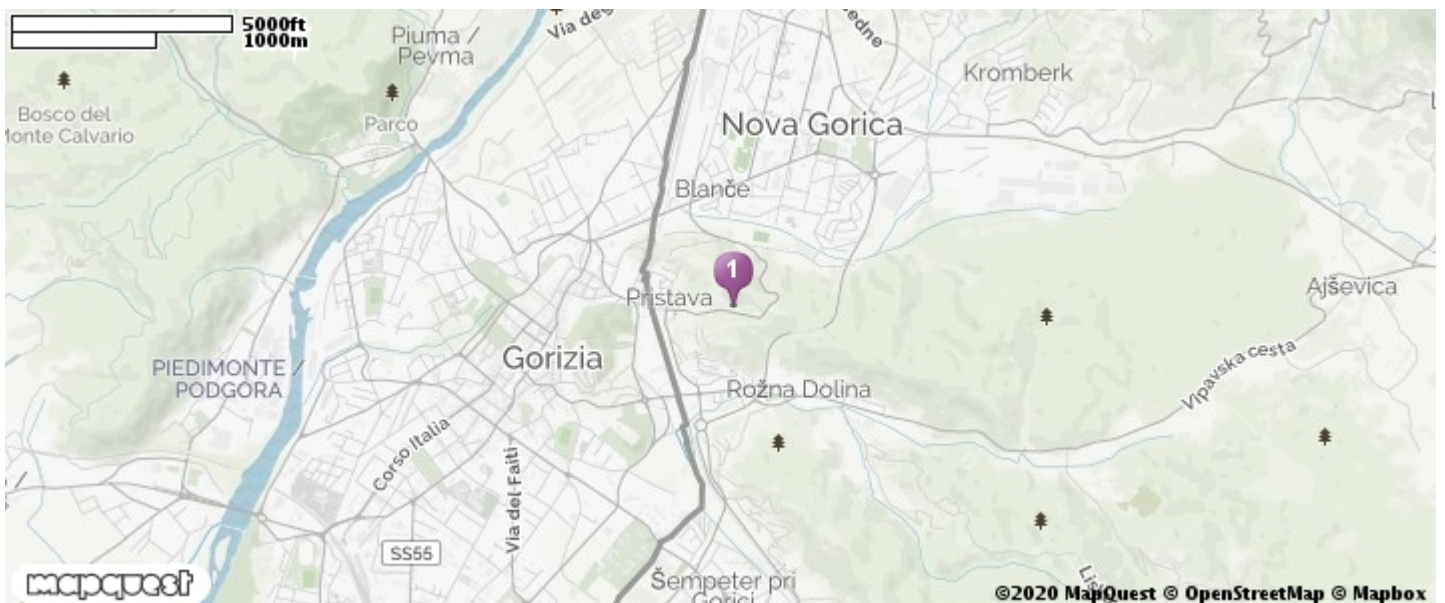 5000ft
1000m
Piuma /
Pevma
Via deg
edne
Kromberk
Bosco del
Monte Calvario
Parco
Nova Gorica
Blanče
1
Pristava
Ajševica
Gorizia
PIEDIMONTE /
PODGORA
Rožna Dolina
Vipavska cesta
Corso Italia
Via del Faiti
SS55
Šempeter pri
Gorici
mapquest
©2020 MapQuest © OpenStreetMap © Mapbox